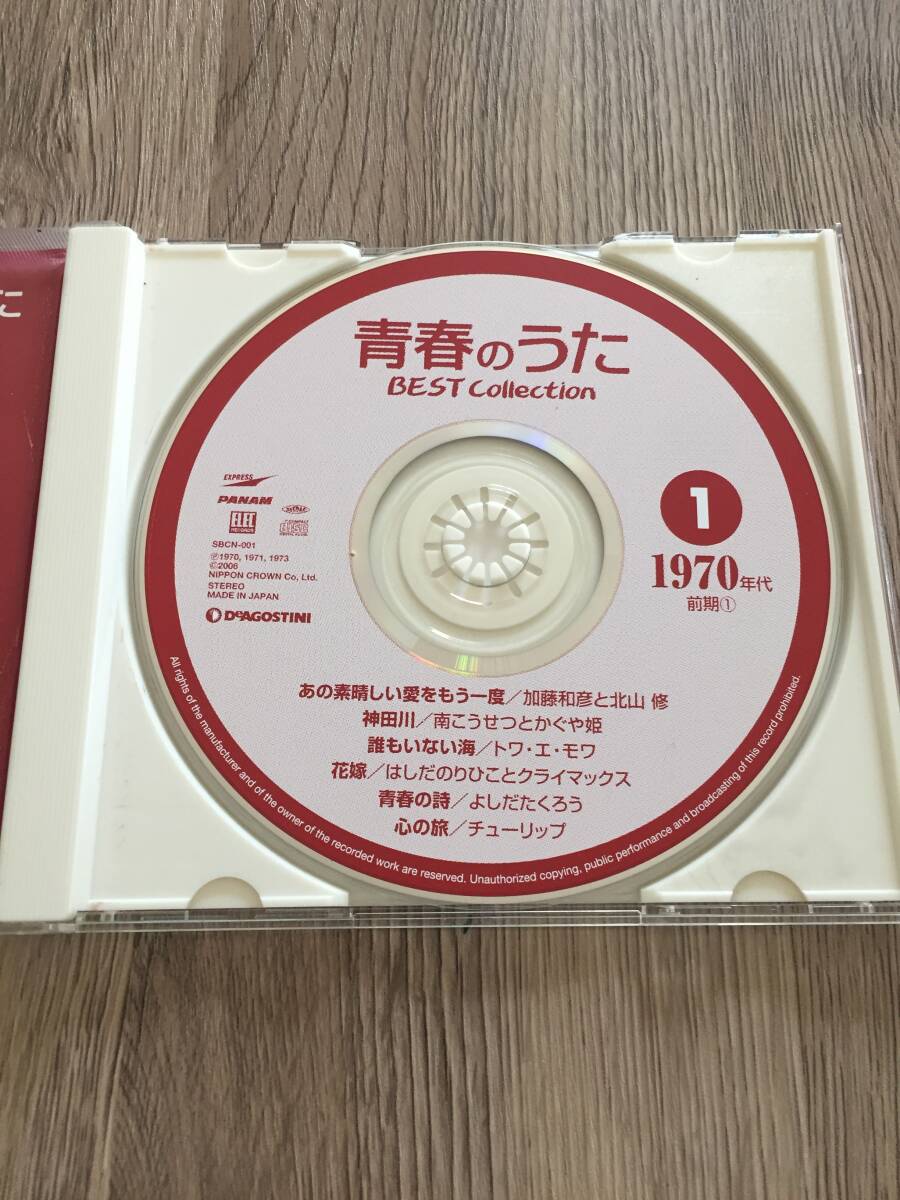 こ
青春のうた
BEST Collection
EXPRESS
PANAM
RECORDS
COMPACT
disc
DIGITAL AUDIO
SBCN-001
Ⓟ1970, 1971, 1973
©2006
NIPPON CROWN Co., Ltd.
STEREO
MADE IN JAPAN
DeAGOSTINI
1
1970年代
前期①
あの素晴しい愛をもう一度／加藤和彦と北山 修
神田川／南こうせつとかぐや姫
誰もいない海／トワ・エ・モワ
花嫁／はしだのりひことクライマックス
青春の詩／よしだたくろう
心の旅／チューリップ
All rights of the manufacturer and of the owner of the recorded work are reserved. Unauthorized copying, public performance and broadcasting of this record prohibited.